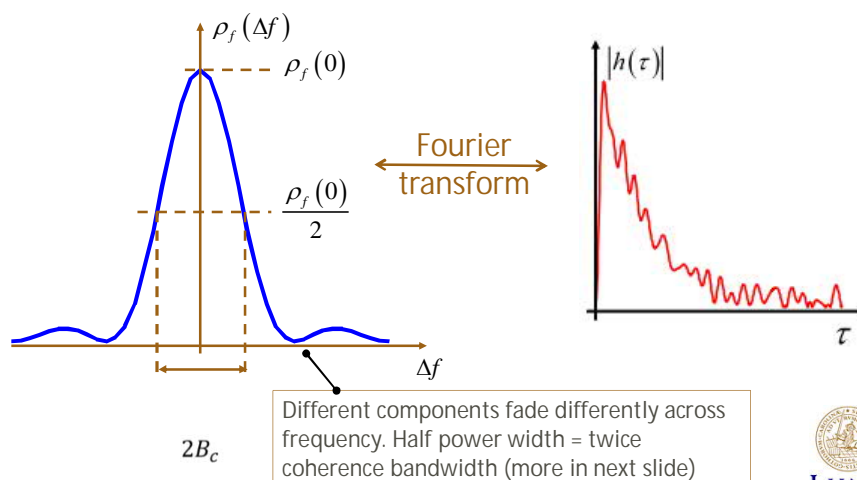 ρ_f(Δf)
ρ_f(0)
|h(τ)|
Fourier
transform
ρ_f(0)
2
τ
Δf
2B_c
Different components fade differently across
frequency. Half power width = twice
coherence bandwidth (more in next slide)